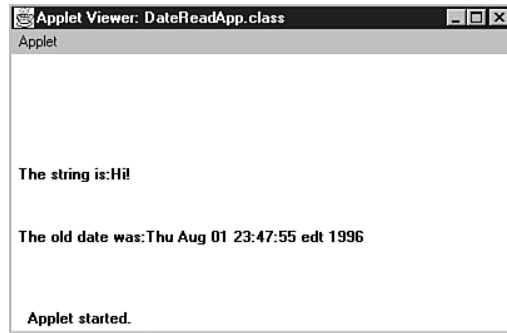 Applet Viewer: DateReadApp.class
Applet
The string is:Hi!
The old date was:Thu Aug 01 23:47:55 edt 1996
Applet started.